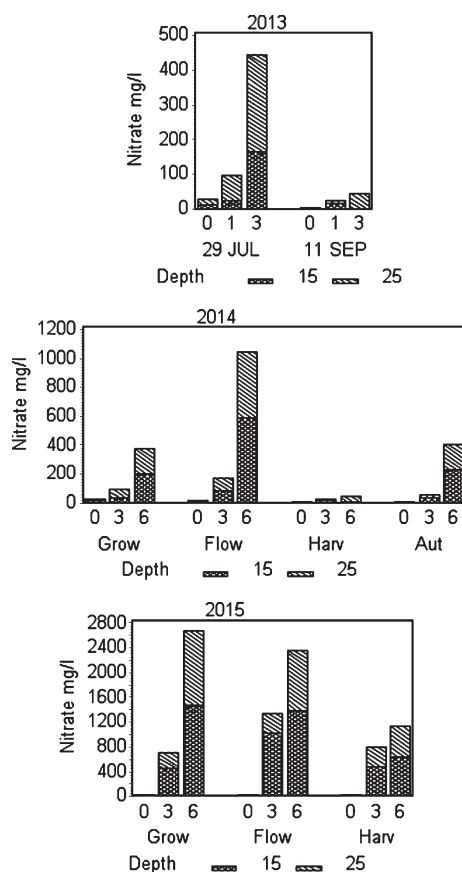 2013
Nitrate mg/l
500
400
300
200
100
0
0 1 3 0 1 3
29 JUL 11 SEP
Depth 15 25
2014
Nitrate mg/l
1200
1000
800
600
400
200
0
0 3 6 0 3 6 0 3 6 0 3 6
Grow Flow Harv Aut
Depth 15 25
2015
Nitrate mg/l
2800
2400
2000
1600
1200
800
400
0
0 3 6 0 3 6 0 3 6
Grow Flow Harv
Depth 15 25